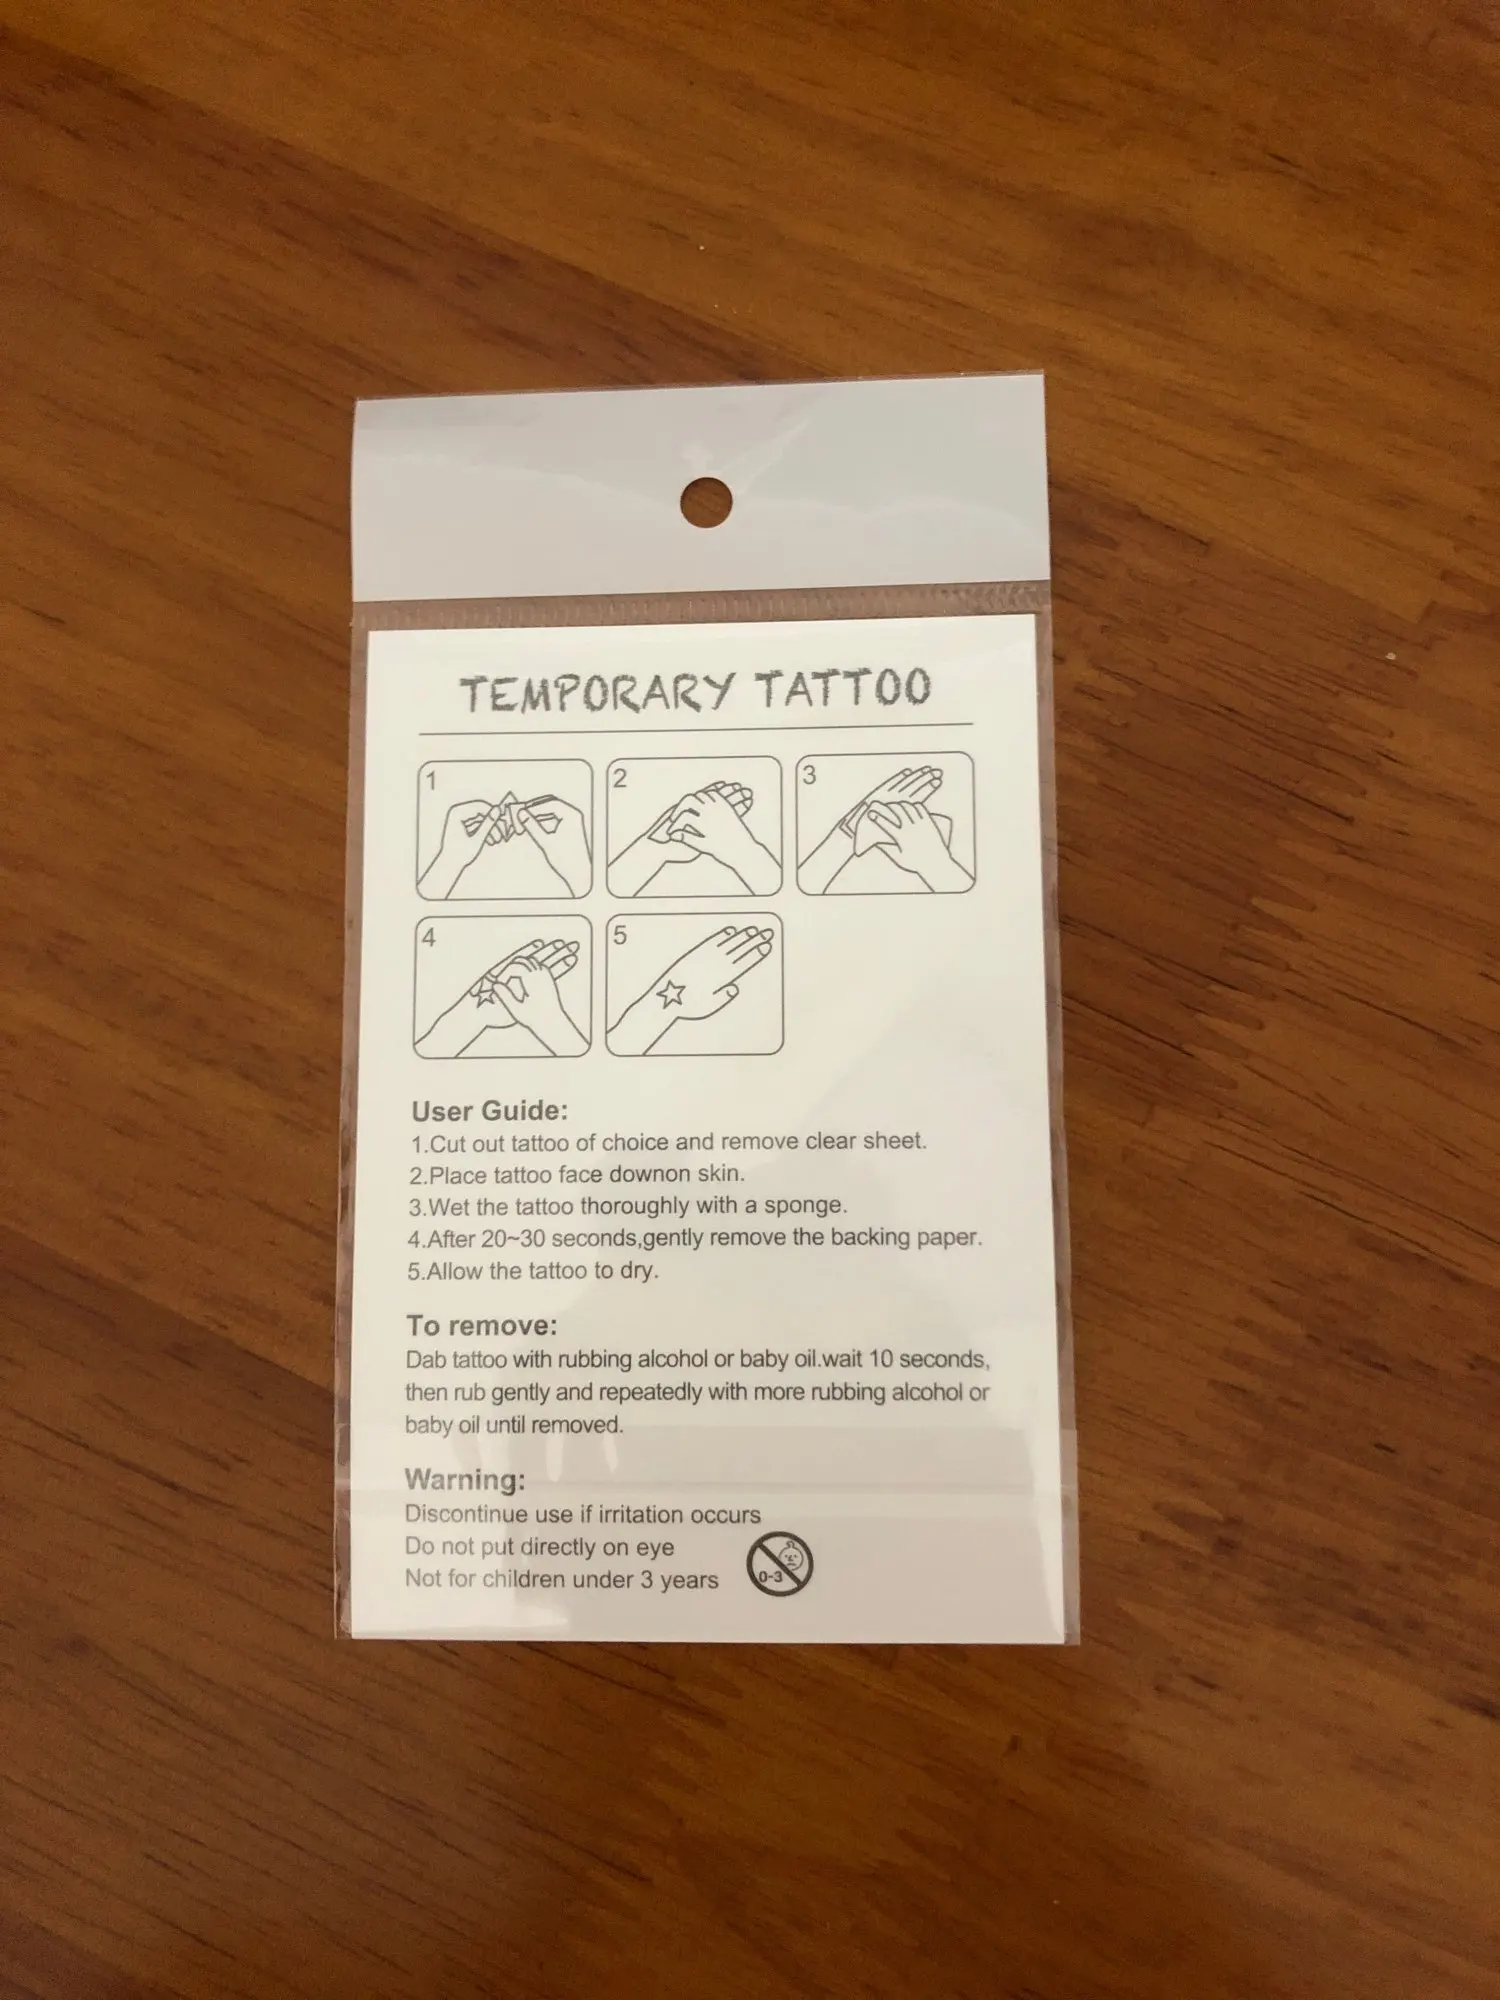 TEMPORARY TATTOO
1
2
3
4
5
User Guide:
1.Cut out tattoo of choice and remove clear sheet.
2.Place tattoo face downon skin.
3.Wet the tattoo thoroughly with a sponge.
4.After 20~30 seconds,gently remove the backing paper.
5.Allow the tattoo to dry.
To remove:
Dab tattoo with rubbing alcohol or baby oil.wait 10 seconds,
then rub gently and repeatedly with more rubbing alcohol or
baby oil until removed.
Warning:
Discontinue use if irritation occurs
Do not put directly on eye
Not for children under 3 years
0-3